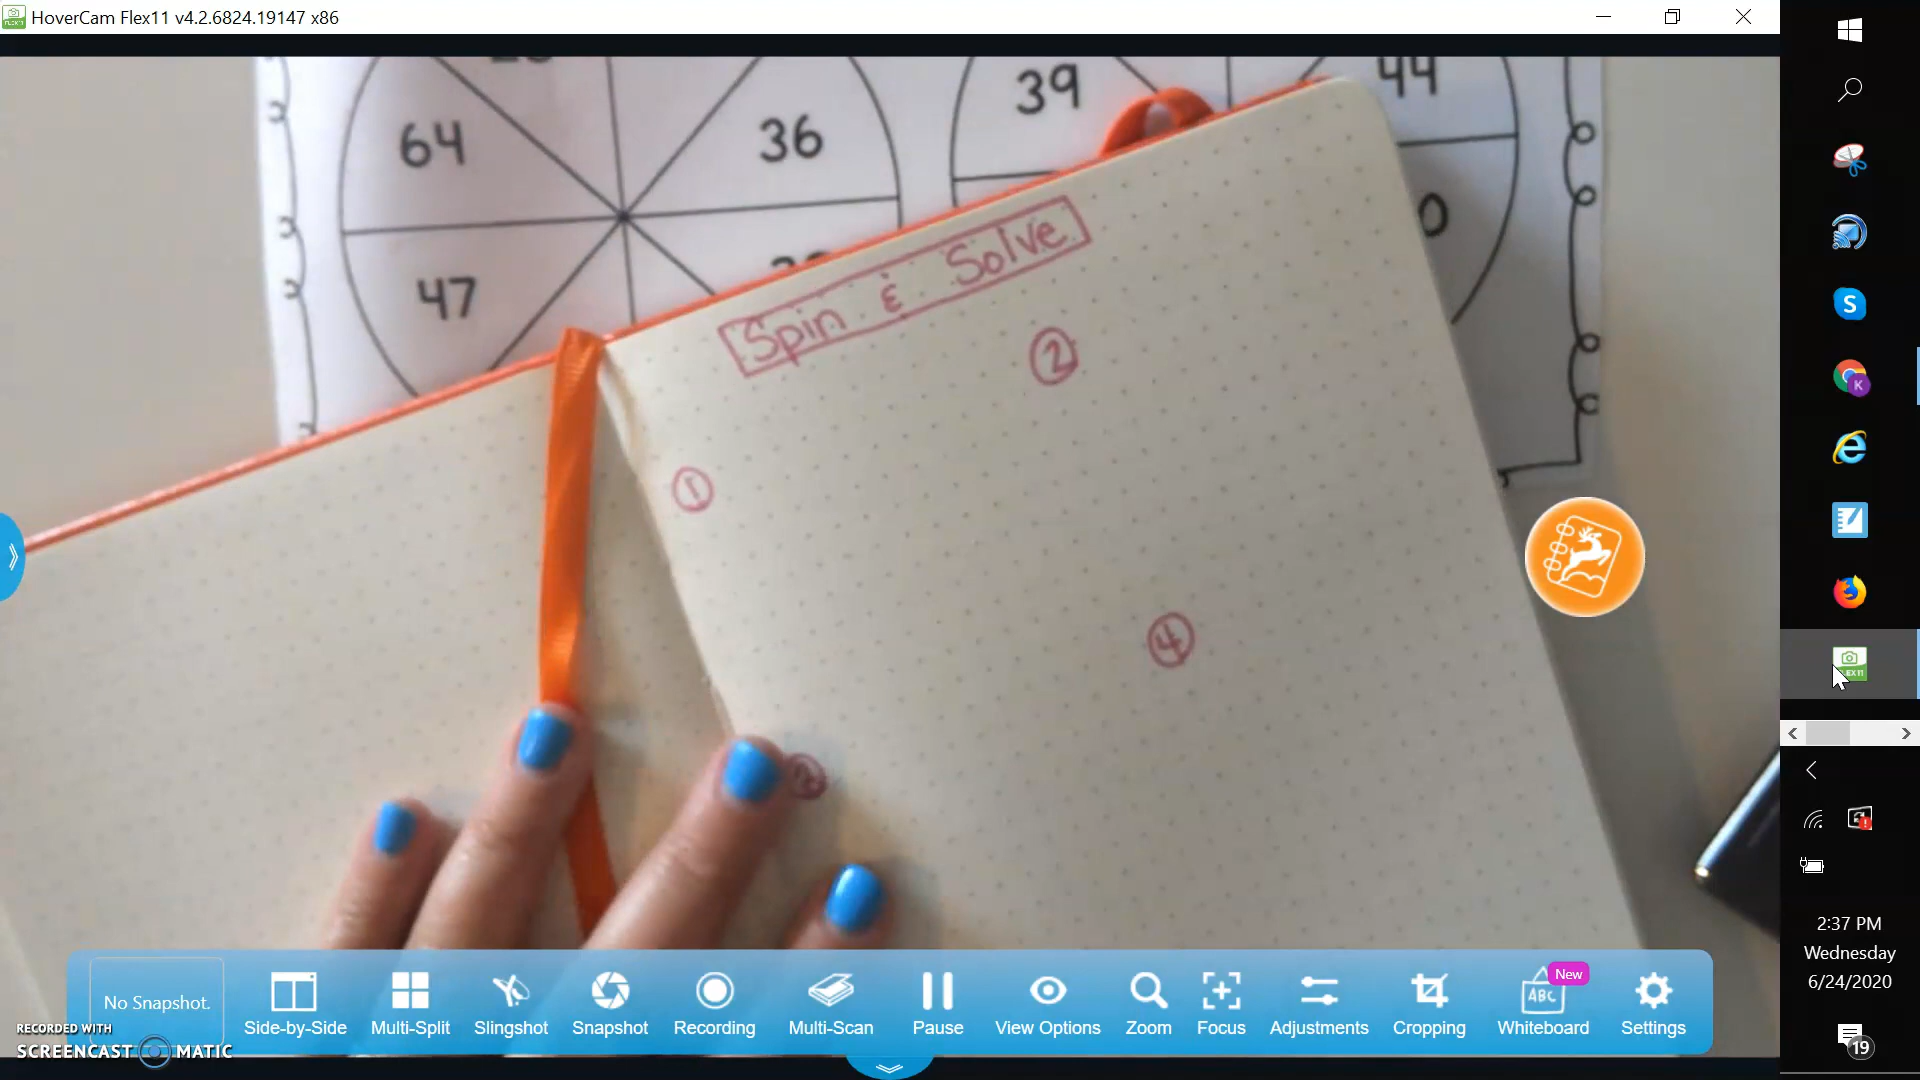 HoverCam Flex11 v4.2.6824.19147 x86
39
44
64
36
47
0
Spin & Solve
2
1
4
2:37 PM
Wednesday
6/24/2020
19
No Snapshot.
Side-by-Side
Multi-Split
Slingshot
Snapshot
Recording
Multi-Scan
Pause
View Options
Zoom
Focus
Adjustments
Cropping
ABC
New
Whiteboard
Settings
RECORDED WITH
SCREENCAST MATIC